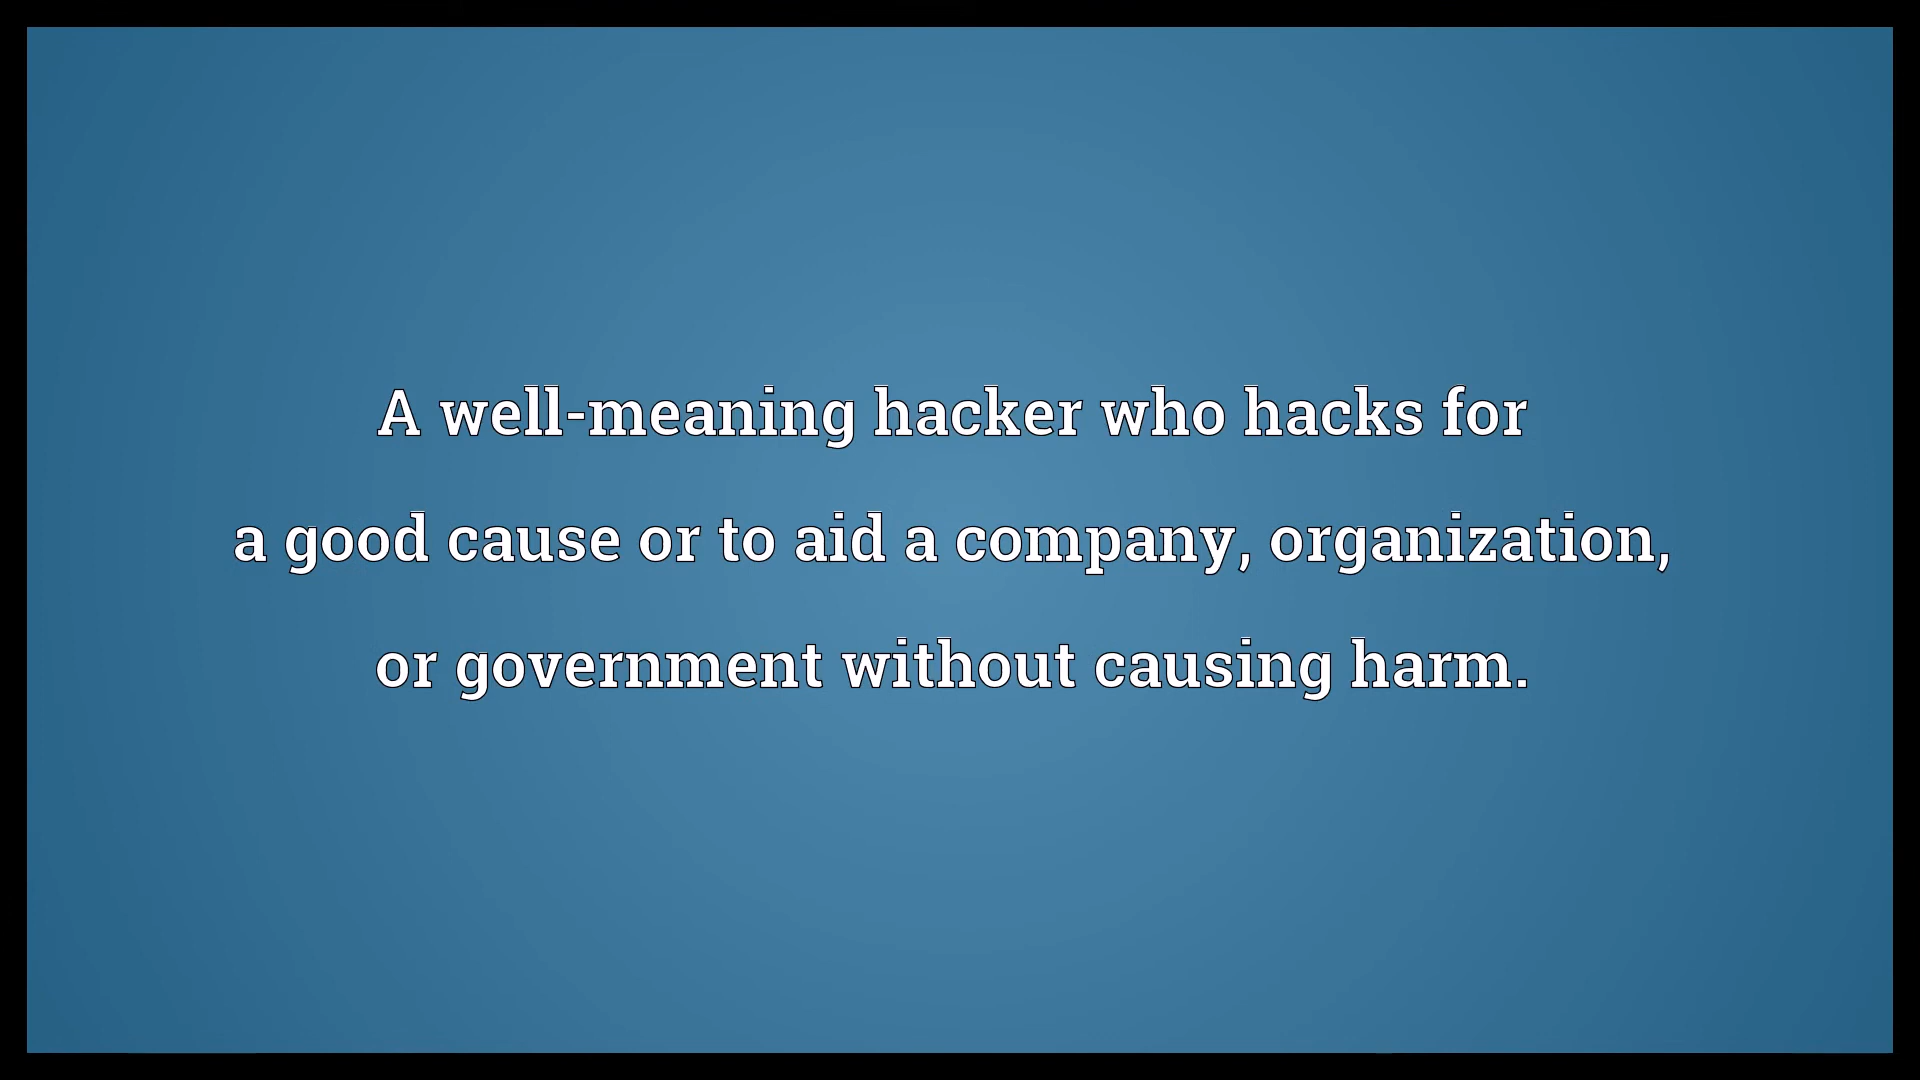 A well-meaning hacker who hacks for
a good cause or to aid a company, organization,
or government without causing harm.